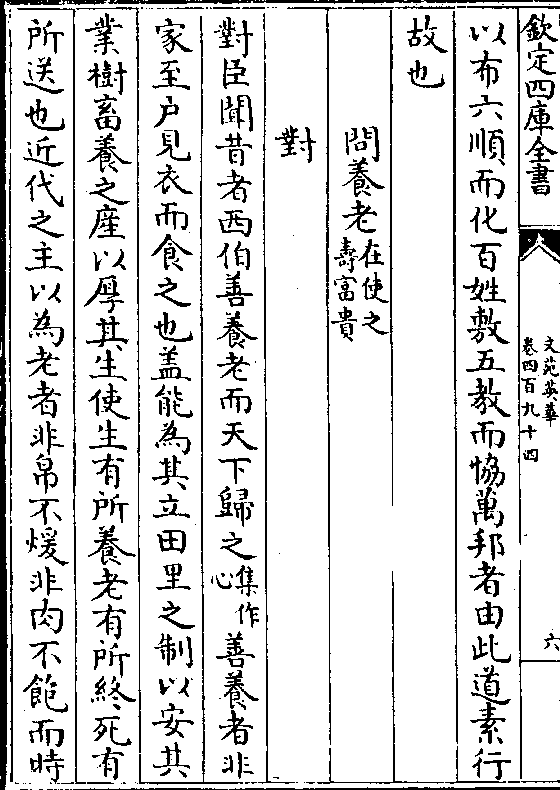 欽定四庫全書
文苑英華
卷四百九十四
六
以布六順而化百姓敷五教而恊萬邦者由此道素行
故也
問養老在使之壽富貴
對
對臣聞昔者西伯善養老而天下歸之集作心善養者非
家至户見衣而食之也盖能為其立田里之制以安其
業樹畜養之産以厚其生使生有所養老有所終死有
所送也近代之主以為老者非帛不煖非肉不飽而時